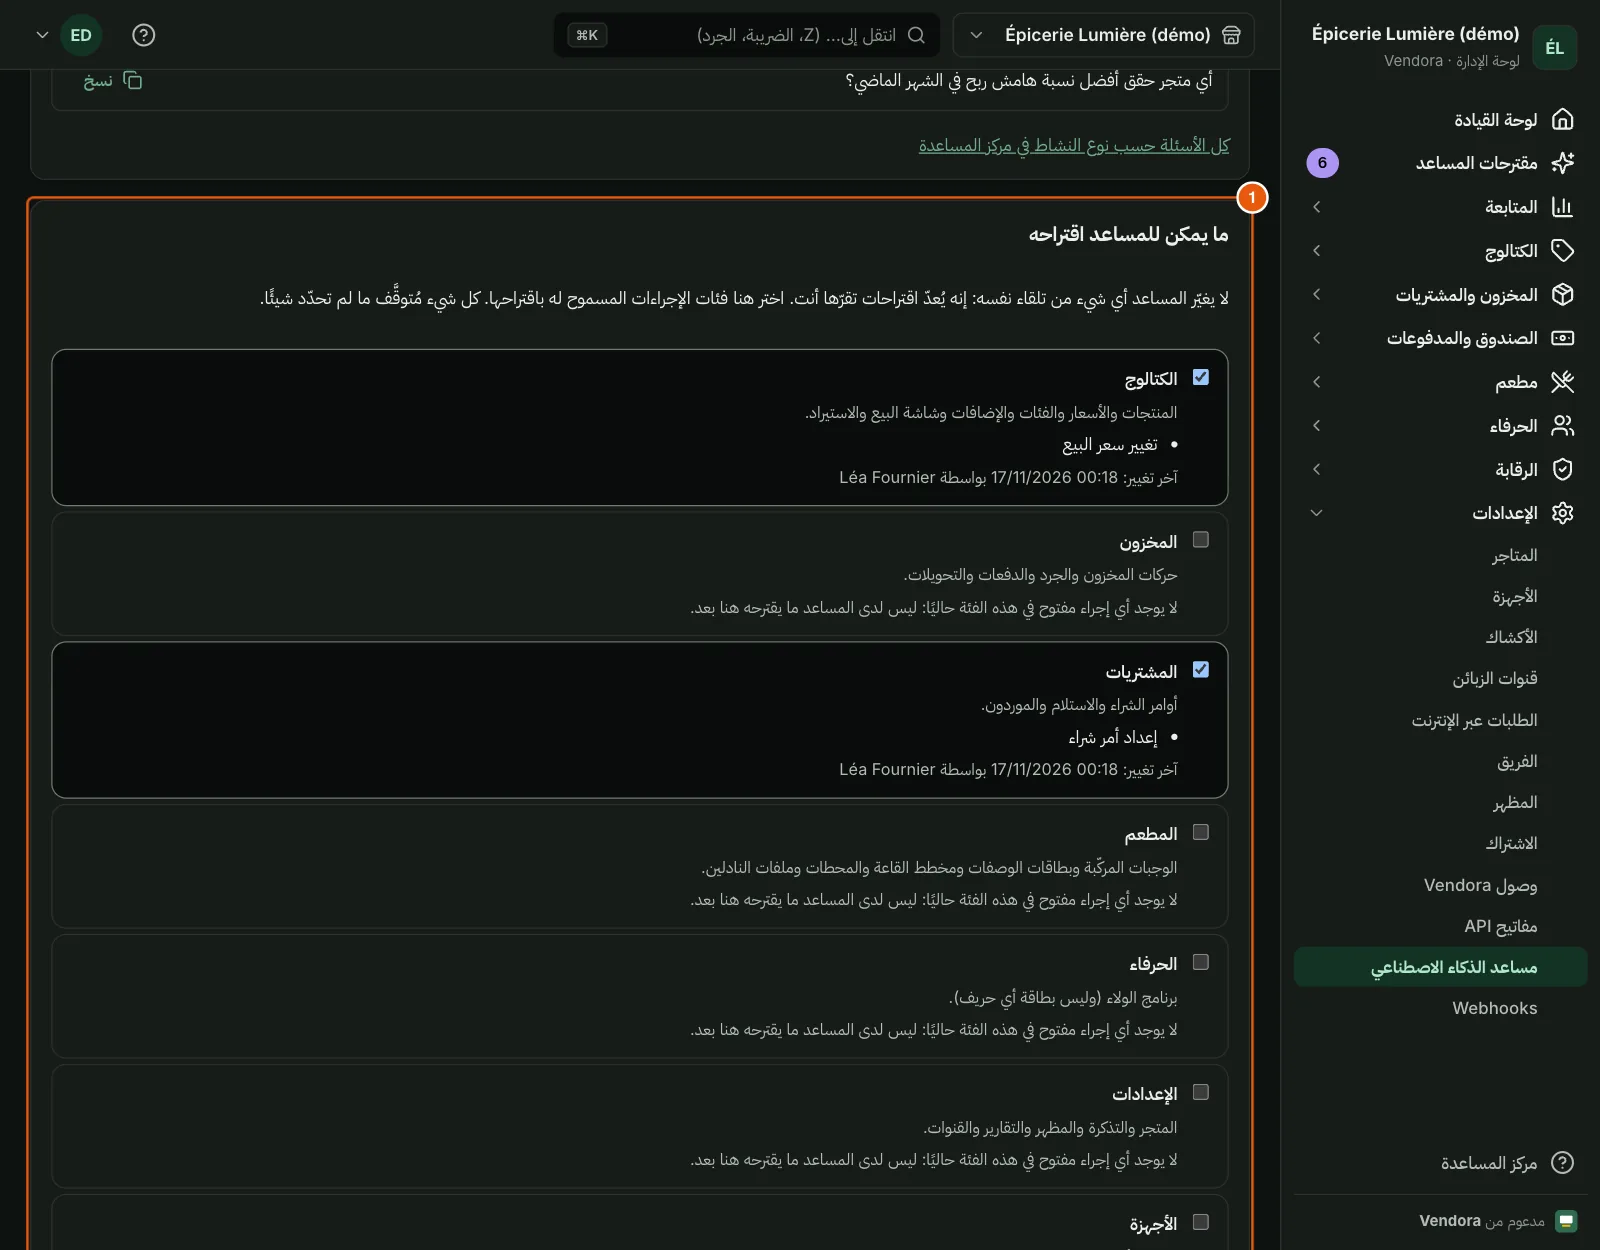 ED
⌘K
انتقل إلى... (Z، الضريبة، الجرد)
Épicerie Lumière (démo)
Épicerie Lumière (démo)
لوحة الإدارة · Vendora
ÉL
لوحة القيادة
مقترحات المساعد
6
المتابعة
الكتالوج
المخزون والمشتريات
الصندوق والمدفوعات
مطعم
الحرفاء
الرقابة
الإعدادات
المتاجر
الأجهزة
الأكشاك
قنوات الزبائن
الطلبات عبر الإنترنت
الفريق
المظهر
الاشتراك
وصول Vendora
مفاتيح API
مساعد الذكاء الاصطناعي
Webhooks
مركز المساعدة
مدعوم من Vendora
أي متجر حقق أفضل نسبة هامش ربح في الشهر الماضي؟
نسخ
كل الأسئلة حسب نوع النشاط في مركز المساعدة
1
ما يمكن للمساعد اقتراحه
لا يغيّر المساعد أي شيء من تلقاء نفسه: إنه يُعدّ اقتراحات تقرّها أنت. اختر هنا فئات الإجراءات المسموح له باقتراحها. كل شيء مُتوقَّف ما لم تحدّد شيئًا.
الكتالوج
المنتجات والأسعار والفئات والإضافات وشاشة البيع والاستيراد.
• تغيير سعر البيع
آخر تغيير: 17/11/2026 00:18 بواسطة Léa Fournier
المخزون
حركات المخزون والجرد والدفعات والتحويلات.
لا يوجد أي إجراء مفتوح في هذه الفئة حاليًا: ليس لدى المساعد ما يقترحه هنا بعد.
المشتريات
أوامر الشراء والاستلام والموردون.
• إعداد أمر شراء
آخر تغيير: 17/11/2026 00:18 بواسطة Léa Fournier
المطعم
الوجبات المركّبة وبطاقات الوصفات ومخطط القاعة والمحطات وملفات النادلين.
لا يوجد أي إجراء مفتوح في هذه الفئة حاليًا: ليس لدى المساعد ما يقترحه هنا بعد.
الحرفاء
برنامج الولاء (وليس بطاقة أي حريف).
لا يوجد أي إجراء مفتوح في هذه الفئة حاليًا: ليس لدى المساعد ما يقترحه هنا بعد.
الإعدادات
المتجر والتذكرة والمظهر والتقارير والقنوات.
لا يوجد أي إجراء مفتوح في هذه الفئة حاليًا: ليس لدى المساعد ما يقترحه هنا بعد.
الأجهزة